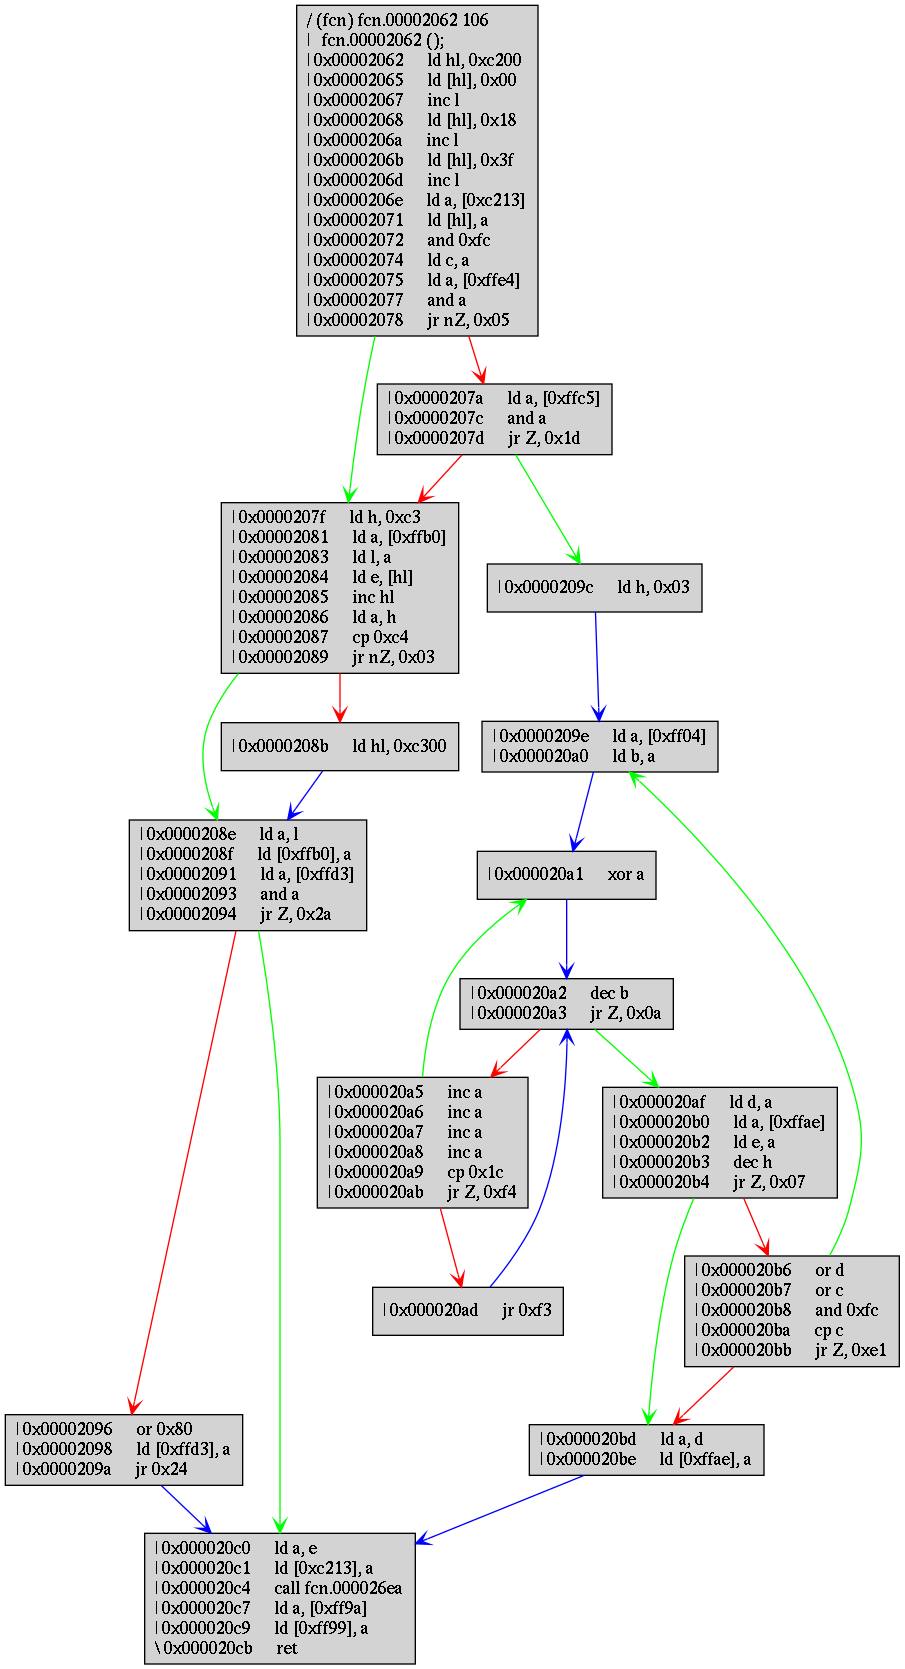 / (fcn) fcn.00002062 106
| fcn.00002062 ();
| 0x00002062 ld hl, 0xc200
| 0x00002065 ld [hl], 0x00
| 0x00002067 inc l
| 0x00002068 ld [hl], 0x18
| 0x0000206a inc l
| 0x0000206b ld [hl], 0x3f
| 0x0000206d inc l
| 0x0000206e ld a, [0xc213]
| 0x00002071 ld [hl], a
| 0x00002072 and 0xfc
| 0x00002074 ld c, a
| 0x00002075 ld a, [0xffe4]
| 0x00002077 and a
| 0x00002078 jr nZ, 0x05
| 0x0000207a ld a, [0xffc5]
| 0x0000207c and a
| 0x0000207d jr Z, 0x1d
| 0x0000207f ld h, 0xc3
| 0x00002081 ld a, [0xffb0]
| 0x00002083 ld l, a
| 0x00002084 ld e, [hl]
| 0x00002085 inc hl
| 0x00002086 ld a, h
| 0x00002087 cp 0xc4
| 0x00002089 jr nZ, 0x03
| 0x0000209c ld h, 0x03
| 0x0000208b ld hl, 0xc300
| 0x0000209e ld a, [0xff04]
| 0x000020a0 ld b, a
| 0x0000208e ld a, l
| 0x0000208f ld [0xffb0], a
| 0x00002091 ld a, [0xffd3]
| 0x00002093 and a
| 0x00002094 jr Z, 0x2a
| 0x000020a1 xor a
| 0x000020a2 dec b
| 0x000020a3 jr Z, 0x0a
| 0x000020a5 inc a
| 0x000020a6 inc a
| 0x000020a7 inc a
| 0x000020a8 inc a
| 0x000020a9 cp 0x1c
| 0x000020ab jr Z, 0xf4
| 0x000020af ld d, a
| 0x000020b0 ld a, [0xffae]
| 0x000020b2 ld e, a
| 0x000020b3 dec h
| 0x000020b4 jr Z, 0x07
| 0x000020ad jr 0xf3
| 0x000020b6 or d
| 0x000020b7 or c
| 0x000020b8 and 0xfc
| 0x000020ba cp c
| 0x000020bb jr Z, 0xe1
| 0x00002096 or 0x80
| 0x00002098 ld [0xffd3], a
| 0x0000209a jr 0x24
| 0x000020bd ld a, d
| 0x000020be ld [0xffae], a
| 0x000020c0 ld a, e
| 0x000020c1 ld [0xc213], a
| 0x000020c4 call fcn.000026ea
| 0x000020c7 ld a, [0xff9a]
| 0x000020c9 ld [0xff99], a
\ 0x000020cb ret